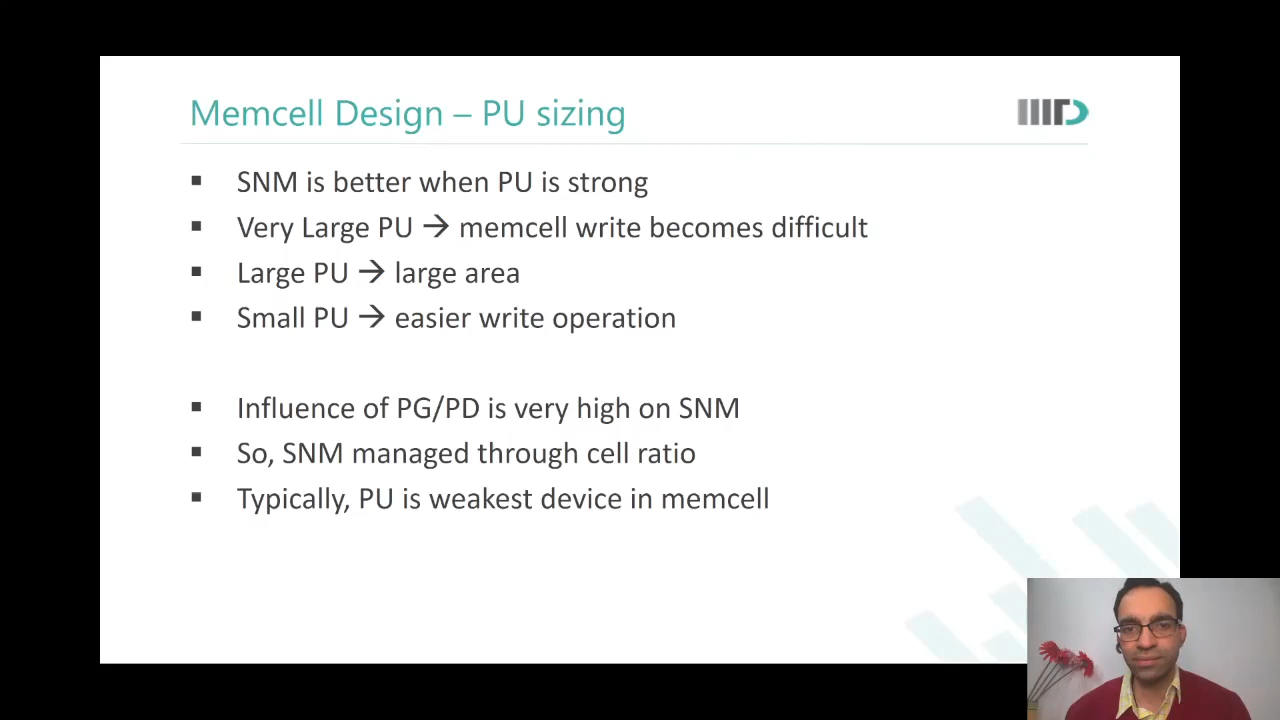 Memcell Design – PU sizing
IIITD
▪ SNM is better when PU is strong
▪ Very Large PU → memcell write becomes difficult
▪ Large PU → large area
▪ Small PU → easier write operation
▪ Influence of PG/PD is very high on SNM
▪ So, SNM managed through cell ratio
▪ Typically, PU is weakest device in memcell